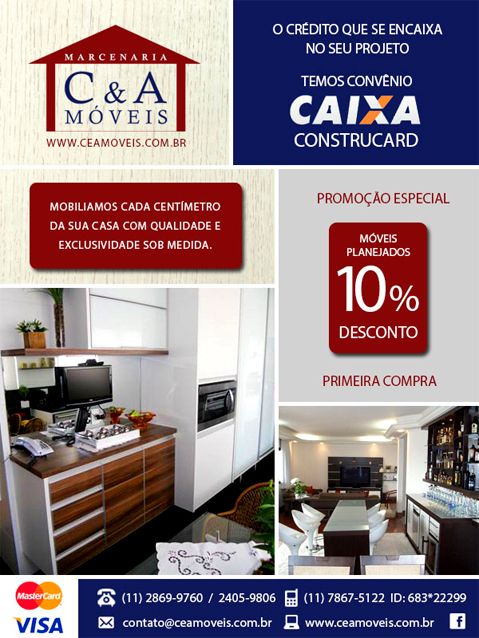 MARCENARIA
C & A
MÓVEIS
WWW.CEAMOVEIS.COM.BR
O CRÉDITO QUE SE ENCAIXA
NO SEU PROJETO
TEMOS CONVÊNIO
CAIXA
CONSTRUCARD
MOBILIAMOS CADA CENTÍMETRO
DA SUA CASA COM QUALIDADE E
EXCLUSIVIDADE SOB MEDIDA.
PROMOÇÃO ESPECIAL
MÓVEIS
PLANEJADOS
10%
DESCONTO
PRIMEIRA COMPRA
MasterCard
VISA
(11) 2869-9760 / 2405-9806
(11) 7867-5122 ID: 683*22299
contato@ceamoveis.com.br
www.ceamoveis.com.br
f